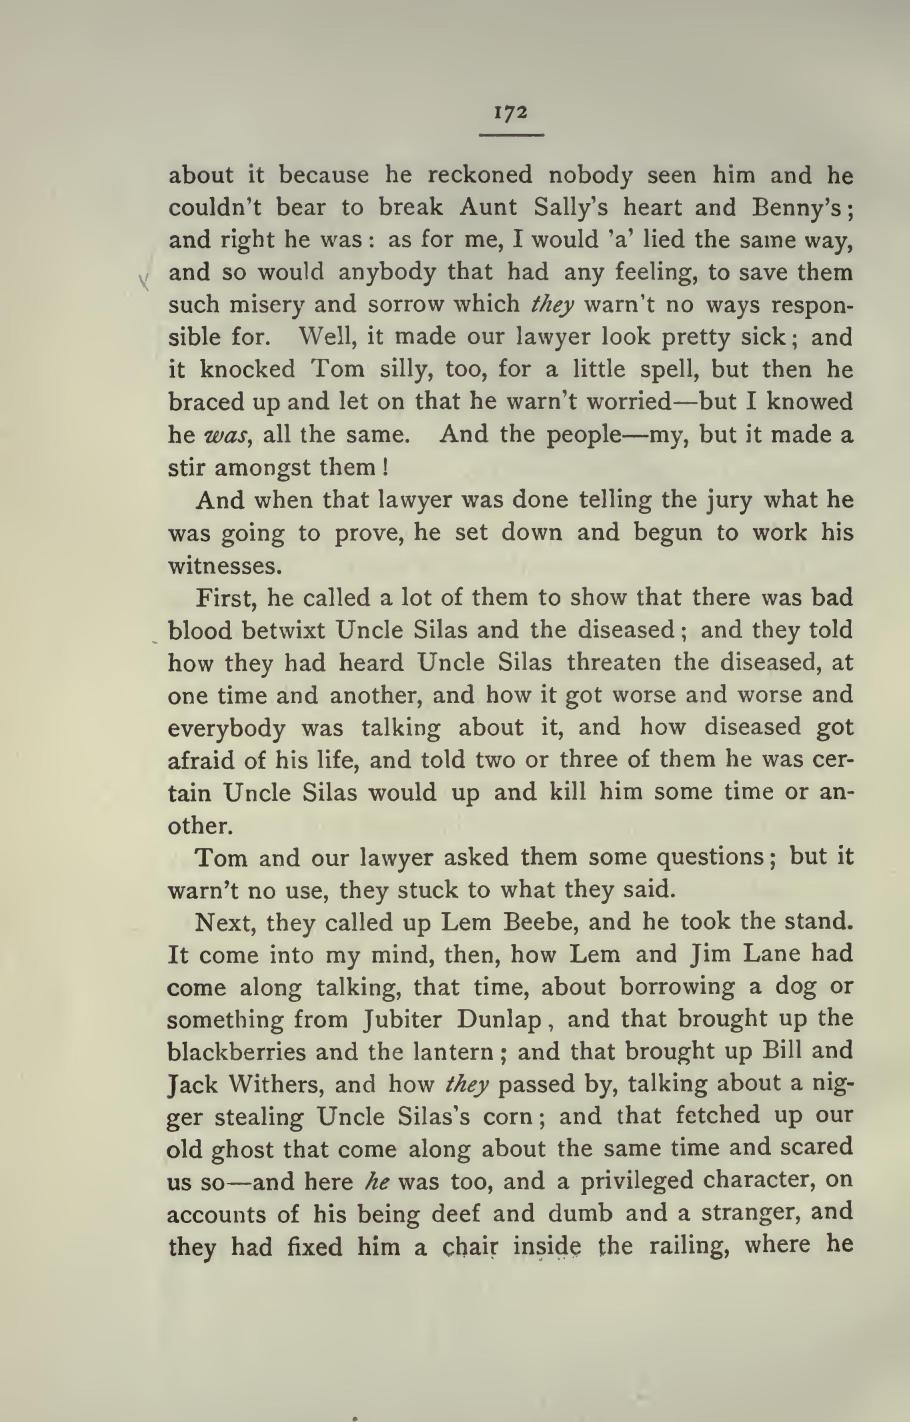 172
about it because he reckoned nobody seen him and he
couldn't bear to break Aunt Sally's heart and Benny's;
and right he was: as for me, I would 'a' lied the same way,
and so would anybody that had any feeling, to save them
such misery and sorrow which they warn't no ways respon-
sible for. Well, it made our lawyer look pretty sick; and
it knocked Tom silly, too, for a little spell, but then he
braced up and let on that he warn't worried—but I knowed
he was, all the same. And the people—my, but it made a
stir amongst them!
And when that lawyer was done telling the jury what he
was going to prove, he set down and begun to work his
witnesses.
First, he called a lot of them to show that there was bad
blood betwixt Uncle Silas and the diseased; and they told
how they had heard Uncle Silas threaten the diseased, at
one time and another, and how it got worse and worse and
everybody was talking about it, and how diseased got
afraid of his life, and told two or three of them he was cer-
tain Uncle Silas would up and kill him some time or an-
other.
Tom and our lawyer asked them some questions; but it
warn't no use, they stuck to what they said.
Next, they called up Lem Beebe, and he took the stand.
It come into my mind, then, how Lem and Jim Lane had
come along talking, that time, about borrowing a dog or
something from Jubiter Dunlap, and that brought up the
blackberries and the lantern; and that brought up Bill and
Jack Withers, and how they passed by, talking about a nig-
ger stealing Uncle Silas's corn; and that fetched up our
old ghost that come along about the same time and scared
us so—and here he was too, and a privileged character, on
accounts of his being deef and dumb and a stranger, and
they had fixed him a chair inside the railing, where he